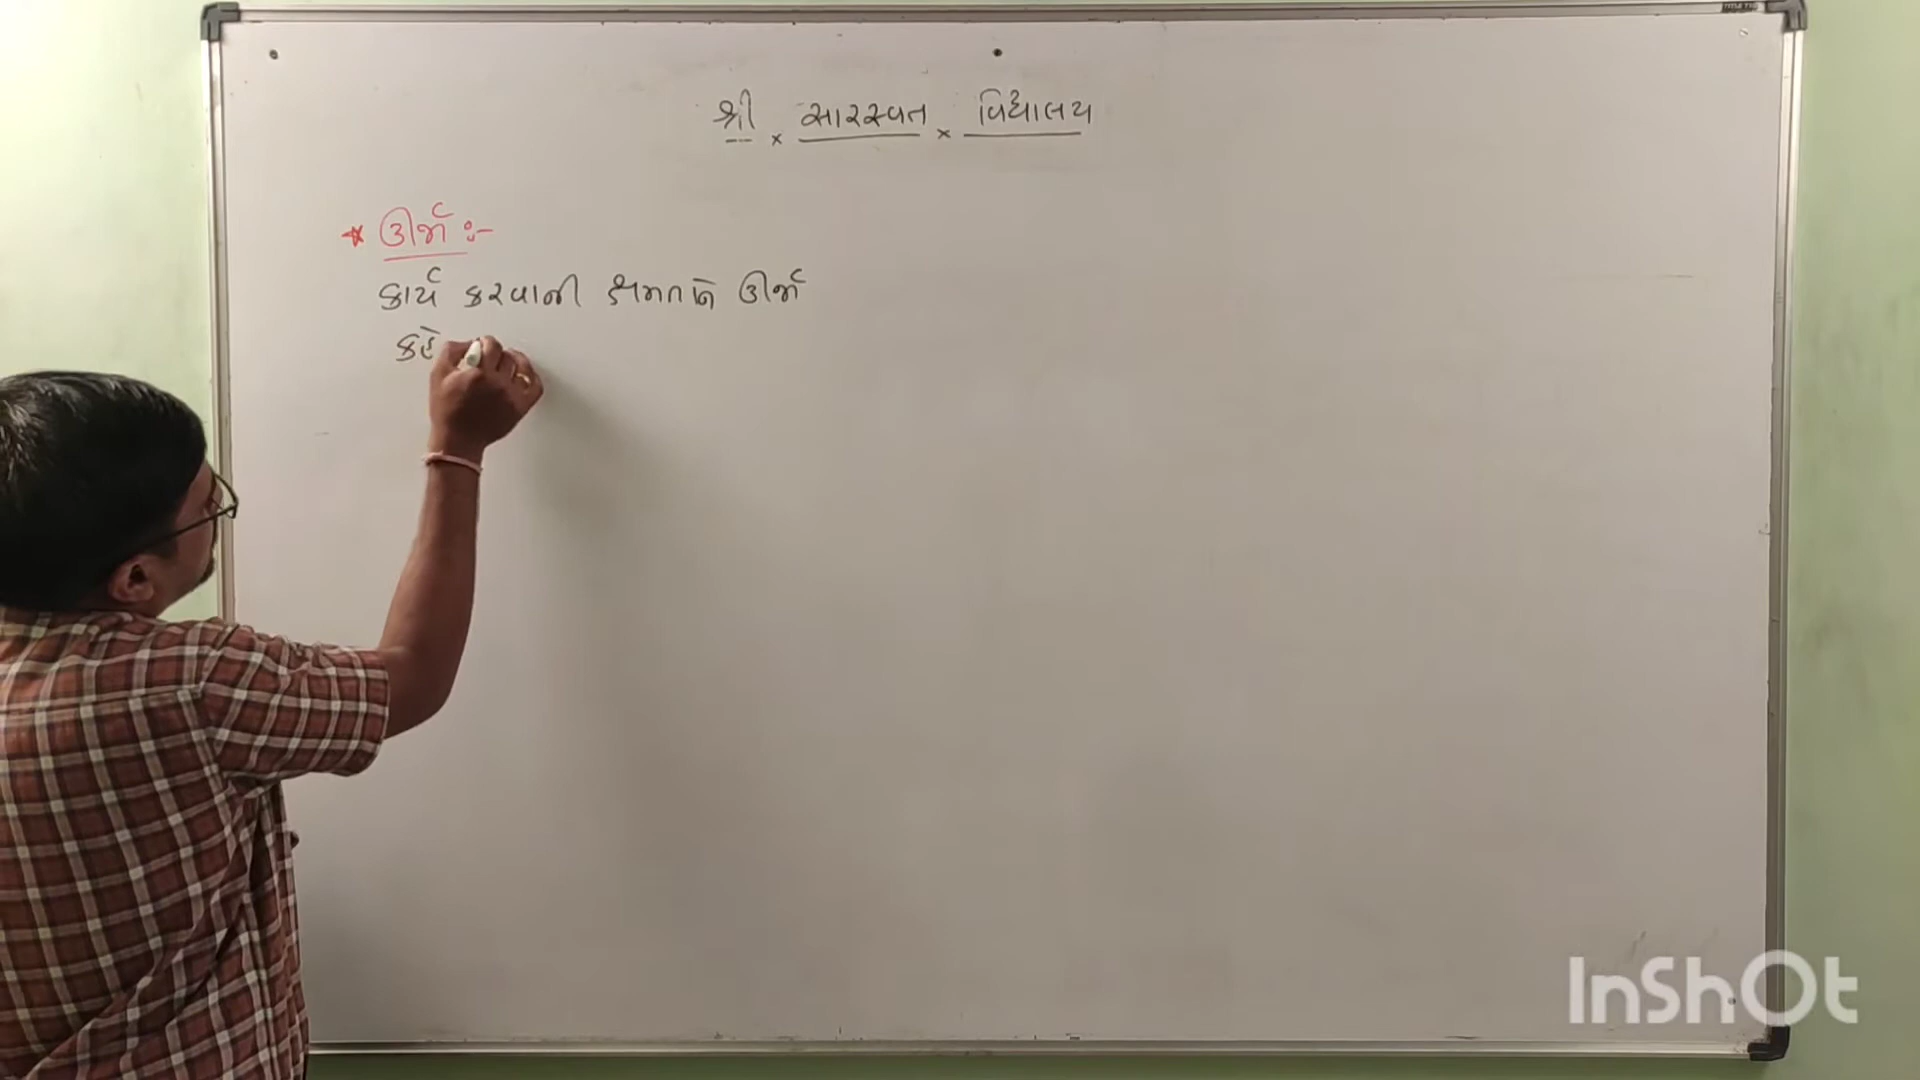 શ્રી × સારસ્વત × વિદ્યાલય
* ઊર્જા :-
કાર્ય કરવાની ક્ષમતાને ઊર્જા
કહે
InShOt